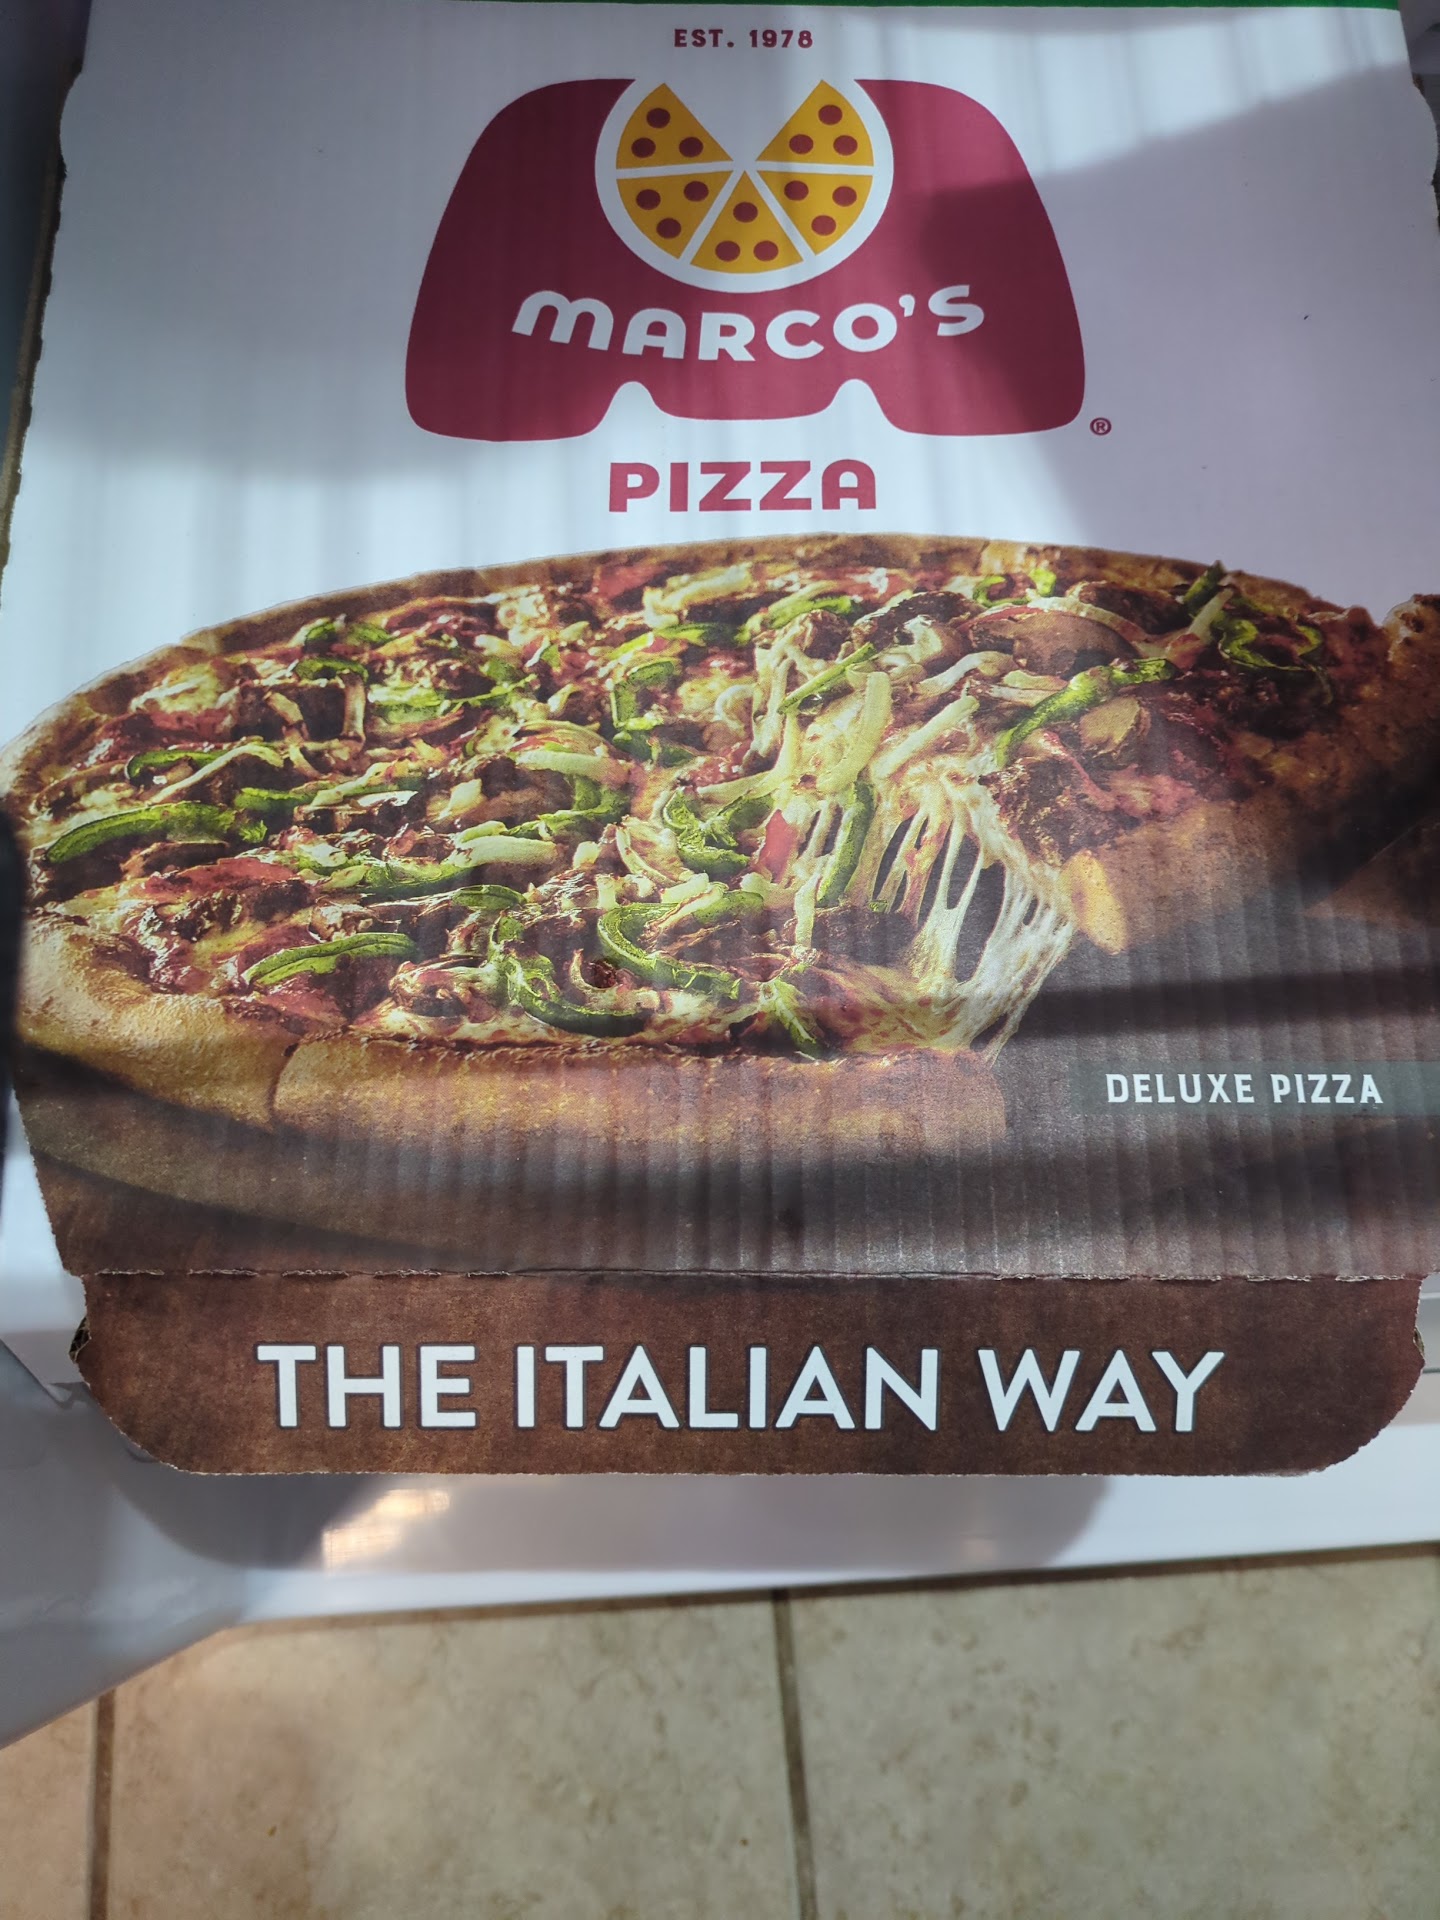 EST. 1978
MARCO'S
®
PIZZA
DELUXE PIZZA
THE ITALIAN WAY